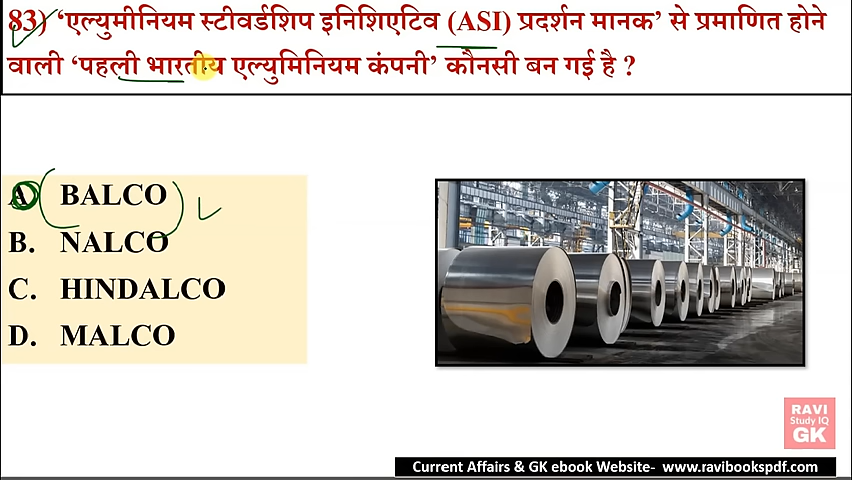 83) ‘एल्युमीनियम स्टीवर्डशिप इनिशिएटिव (ASI) प्रदर्शन मानक’ से प्रमाणित होने
वाली ‘पहली भारतीय एल्युमिनियम कंपनी’ कौनसी बन गई है ?
A. BALCO
B. NALCO
C. HINDALCO
D. MALCO
RAVI
Study IQ
GK
Current Affairs & GK ebook Website- www.ravibookspdf.com